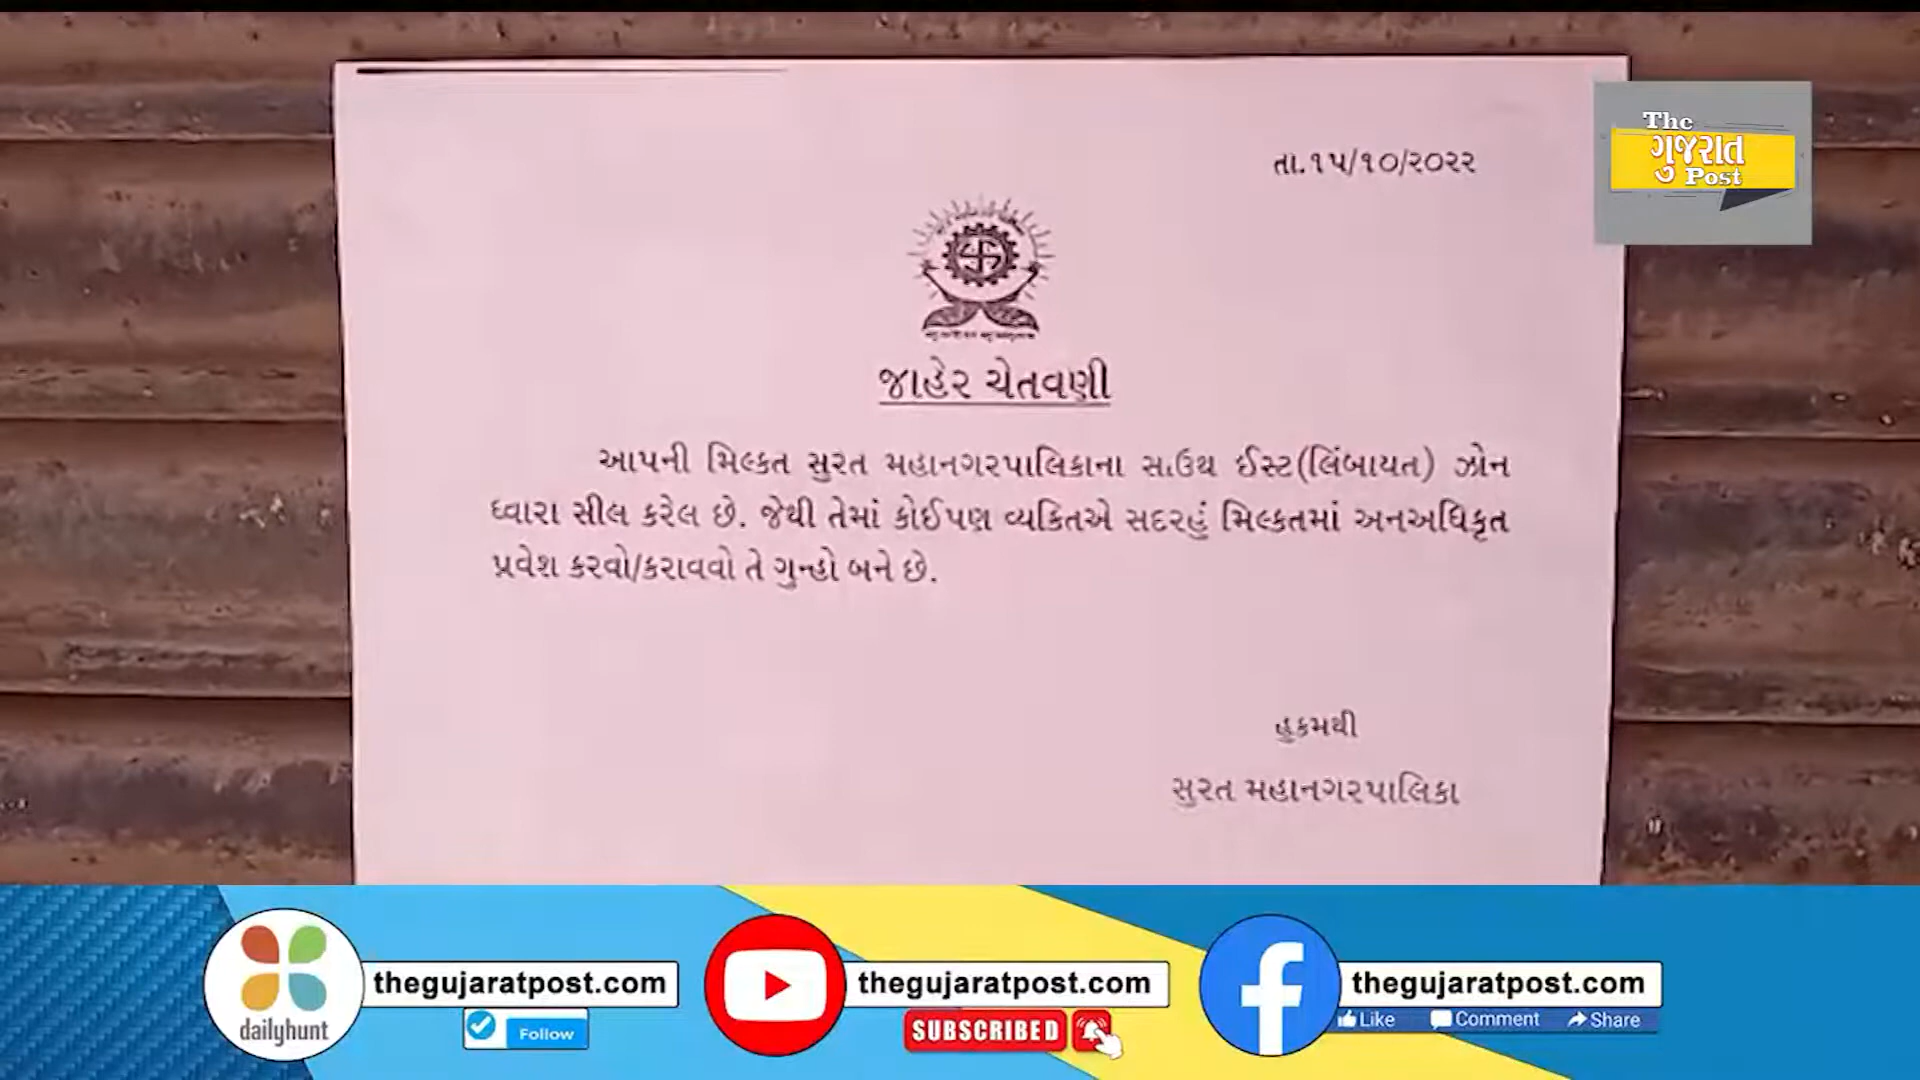 The
ગુજરાત
Post
તા.૧૫/૧૦/૨૦૨૨
જાહેર ચેતવણી
આપની મિલ્કત સુરત મહાનગરપાલિકાના સાઉથ ઈસ્ટ(લિંબાયત) ઝોન
ધ્વારા સીલ કરેલ છે. જેથી તેમાં કોઈપણ વ્યકિતએ સદરહું મિલ્કતમાં અનઅધિકૃત
પ્રવેશ કરવો/કરાવવો તે ગુન્હો બને છે.
હુકમથી
સુરત મહાનગરપાલિકા
dailyhunt
thegujaratpost.com
Follow
thegujaratpost.com
SUBSCRIBED
thegujaratpost.com
Like Comment Share